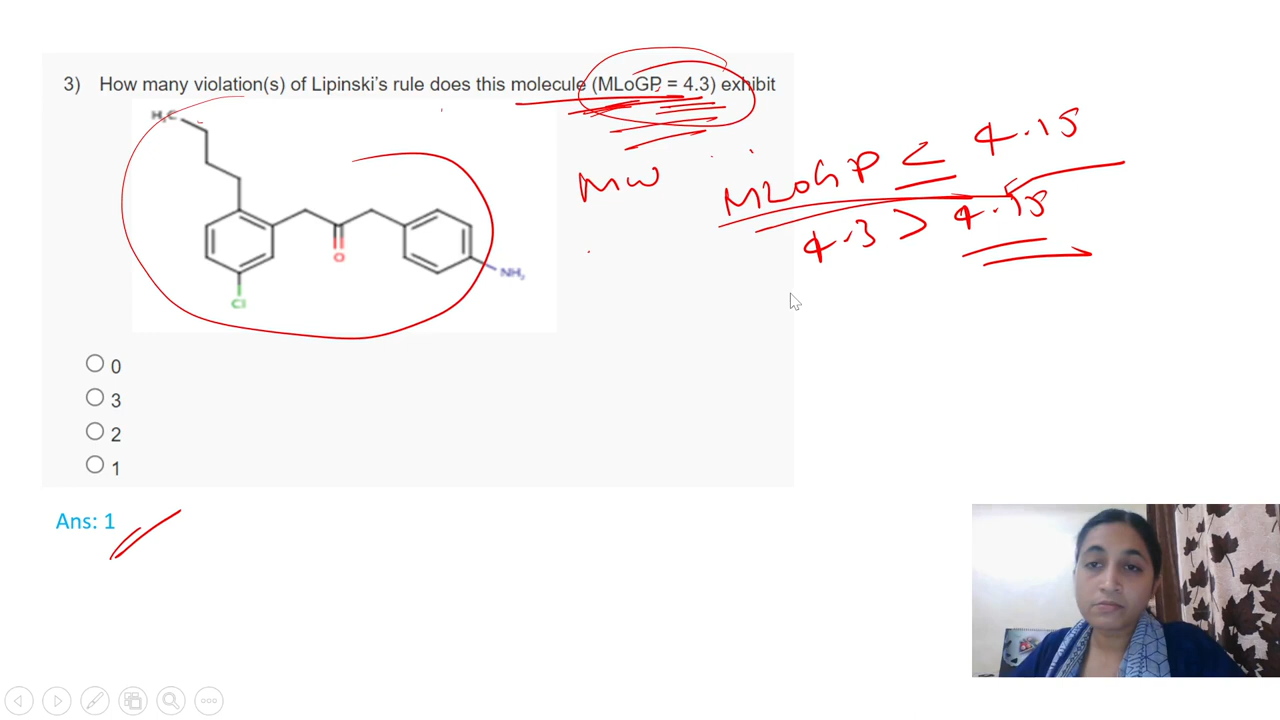 3) How many violation(s) of Lipinski's rule does this molecule (MLoGP, = 4.3) exhibit
H₃C
O
NH₂
Cl
MW
MLOGP ≤ 4.15
4.3 > 4.15
0
3
2
1
Ans: 1